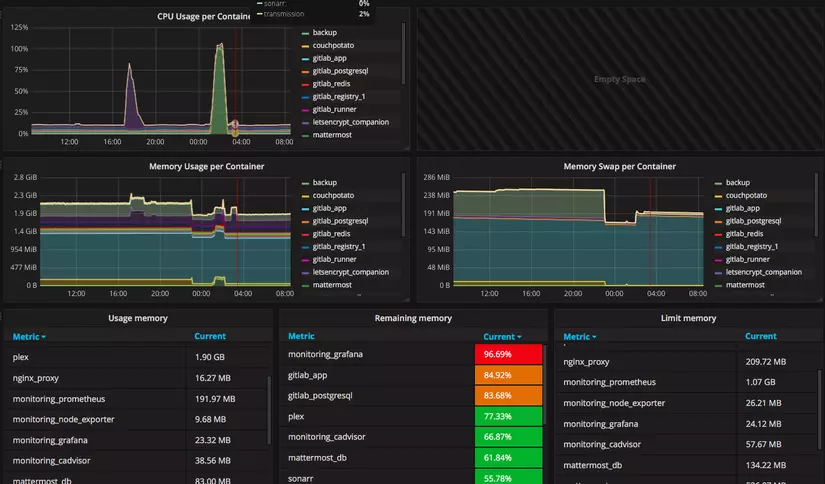 sonarr: 0%
transmission 2%
CPU Usage per Containe
125%
100%
75%
50%
25%
0%
12:00 16:00 20:00 00:00 04:00 08:00
backup
couchpotato
gitlab_app
gitlab_postgresql
gitlab_redis
gitlab_registry_1
gitlab_runner
letsencrypt_companion
mattermost
Empty Space
Memory Usage per Container
2.8 GiB
2.3 GiB
1.9 GiB
1.4 GiB
954 MiB
477 MiB
0 B
12:00 16:00 20:00 00:00 04:00 08:00
backup
couchpotato
gitlab_app
gitlab_postgresql
gitlab_redis
gitlab_registry_1
gitlab_runner
letsencrypt_companion
mattermost
Memory Swap per Container
286 MiB
238 MiB
191 MiB
143 MiB
95 MiB
48 MiB
0 B
12:00 16:00 20:00 00:00 04:00 08:00
backup
couchpotato
gitlab_app
gitlab_postgresql
gitlab_redis
gitlab_registry_1
gitlab_runner
letsencrypt_companion
mattermost
Usage memory
Metric Current
plex 1.90 GB
nginx_proxy 16.27 MB
monitoring_prometheus 191.97 MB
monitoring_node_exporter 9.68 MB
monitoring_grafana 23.32 MB
monitoring_cadvisor 38.56 MB
mattermost_db 83.00 MB
Remaining memory
Metric Current
monitoring_grafana 96.69%
gitlab_app 84.92%
gitlab_postgresql 83.68%
plex 77.33%
monitoring_cadvisor 66.87%
mattermost_db 61.84%
sonarr 55.78%
Limit memory
Metric Current
nginx_proxy 209.72 MB
monitoring_prometheus 1.07 GB
monitoring_node_exporter 26.21 MB
monitoring_grafana 24.12 MB
monitoring_cadvisor 57.67 MB
mattermost_db 134.22 MB